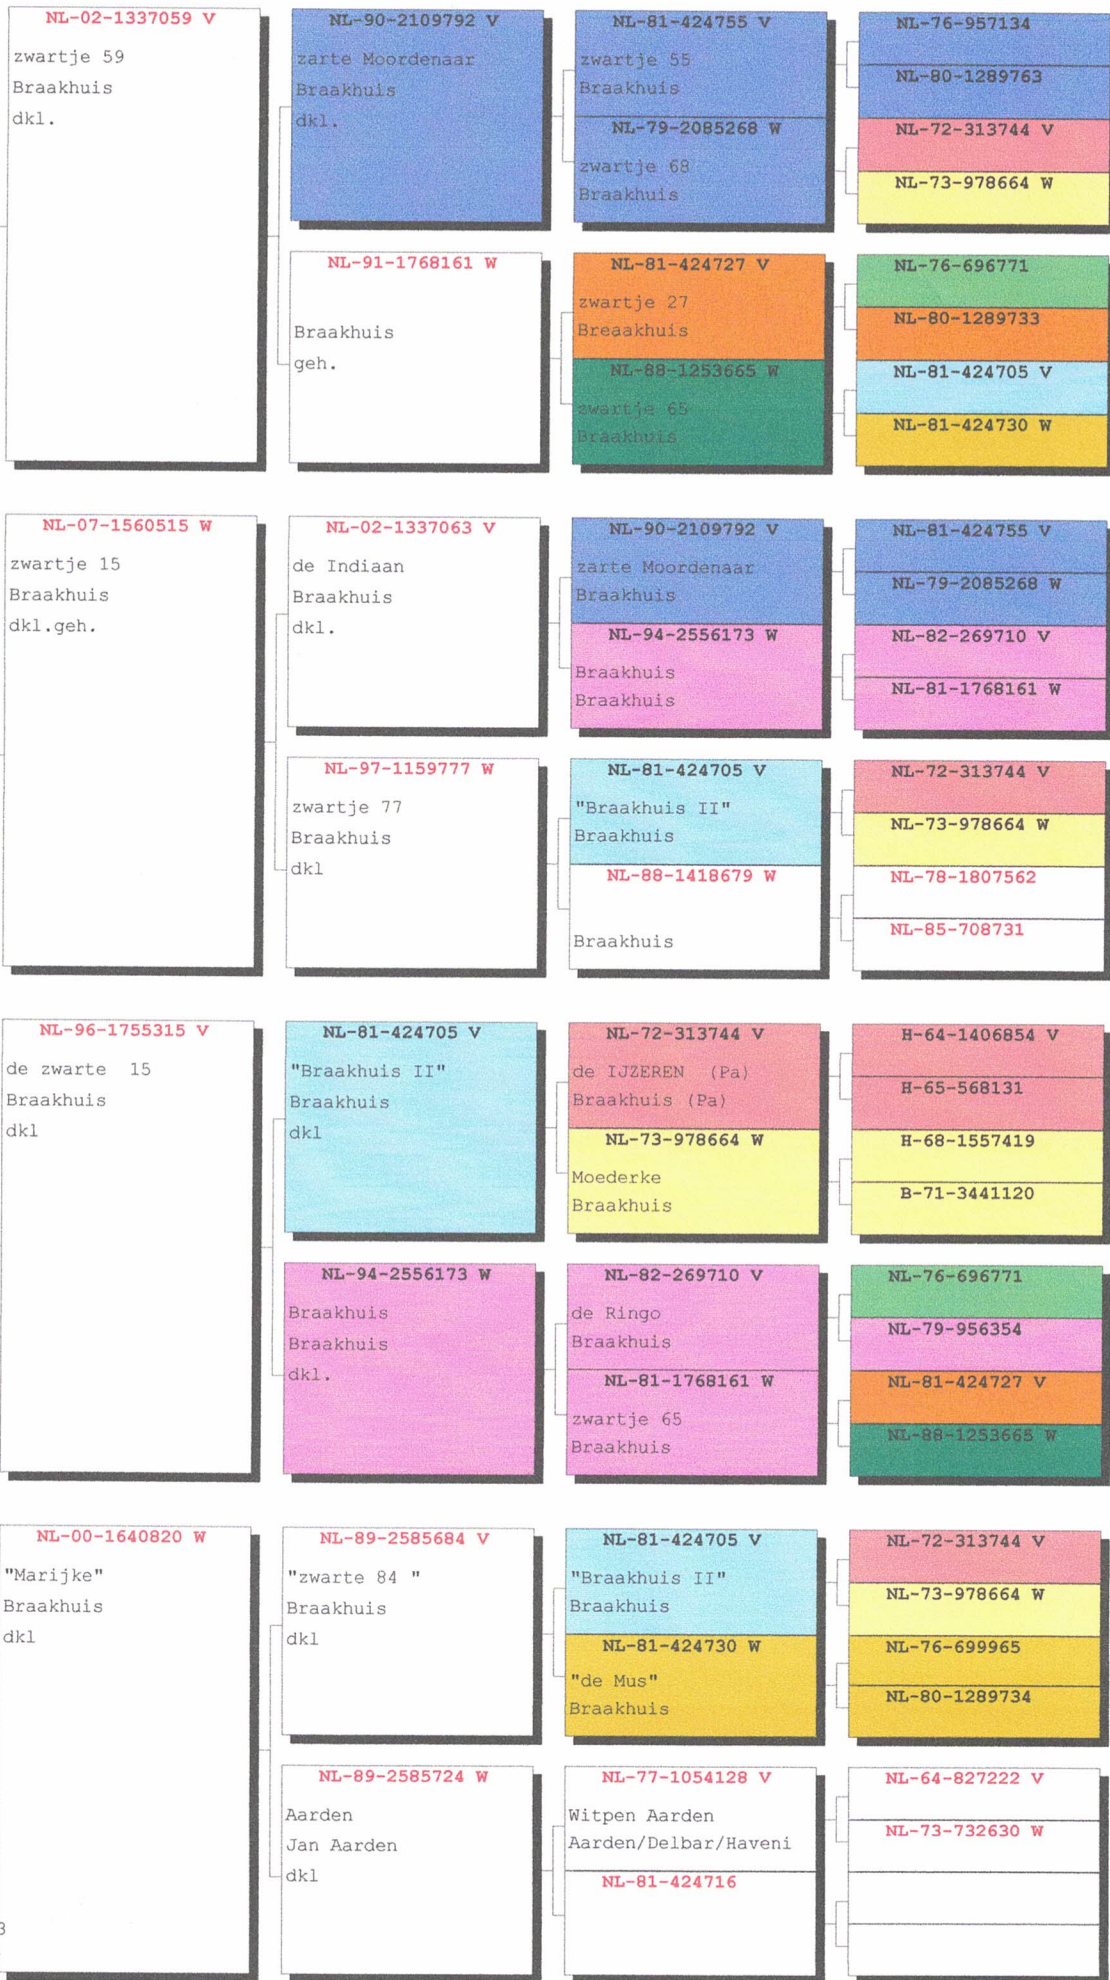 NL-02-1337059 V
zwartje 59
Braakhuis
dkl.
NL-90-2109792 V
zarte Moordenaar
Braakhuis
dkl.
NL-81-424755 V
zwartje 55
Braakhuis
NL-79-2085268 W
zwartje 68
Braakhuis
NL-76-957134
NL-80-1289763
NL-72-313744 V
NL-73-978664 W
NL-91-1768161 W
Braakhuis
geh.
NL-81-424727 V
zwartje 27
Breaakhuis
NL-88-1253665 W
zwartje 65
Braakhuis
NL-76-696771
NL-80-1289733
NL-81-424705 V
NL-81-424730 W
NL-07-1560515 W
zwartje 15
Braakhuis
dkl.geh.
NL-02-1337063 V
de Indiaan
Braakhuis
dkl.
NL-90-2109792 V
zarte Moordenaar
Braakhuis
NL-94-2556173 W
Braakhuis
Braakhuis
NL-81-424755 V
NL-79-2085268 W
NL-82-269710 V
NL-81-1768161 W
NL-97-1159777 W
zwartje 77
Braakhuis
dkl
NL-81-424705 V
"Braakhuis II"
Braakhuis
NL-88-1418679 W
Braakhuis
NL-72-313744 V
NL-73-978664 W
NL-78-1807562
NL-85-708731
NL-96-1755315 V
de zwarte  15
Braakhuis
dkl
NL-81-424705 V
"Braakhuis II"
Braakhuis
dkl
NL-72-313744 V
de IJZEREN  (Pa)
Braakhuis (Pa)
NL-73-978664 W
Moederke
Braakhuis
H-64-1406854 V
H-65-568131
H-68-1557419
B-71-3441120
NL-94-2556173 W
Braakhuis
Braakhuis
dkl.
NL-82-269710 V
de Ringo
Braakhuis
NL-81-1768161 W
zwartje 65
Braakhuis
NL-76-696771
NL-79-956354
NL-81-424727 V
NL-88-1253665 W
NL-00-1640820 W
"Marijke"
Braakhuis
dkl
NL-89-2585684 V
"zwarte 84 "
Braakhuis
dkl
NL-81-424705 V
"Braakhuis II"
Braakhuis
NL-81-424730 W
"de Mus"
Braakhuis
NL-72-313744 V
NL-73-978664 W
NL-76-699965
NL-80-1289734
NL-89-2585724 W
Aarden
Jan Aarden
dkl
NL-77-1054128 V
Witpen Aarden
Aarden/Delbar/Haveni
NL-81-424716
NL-64-827222 V
NL-73-732630 W
3